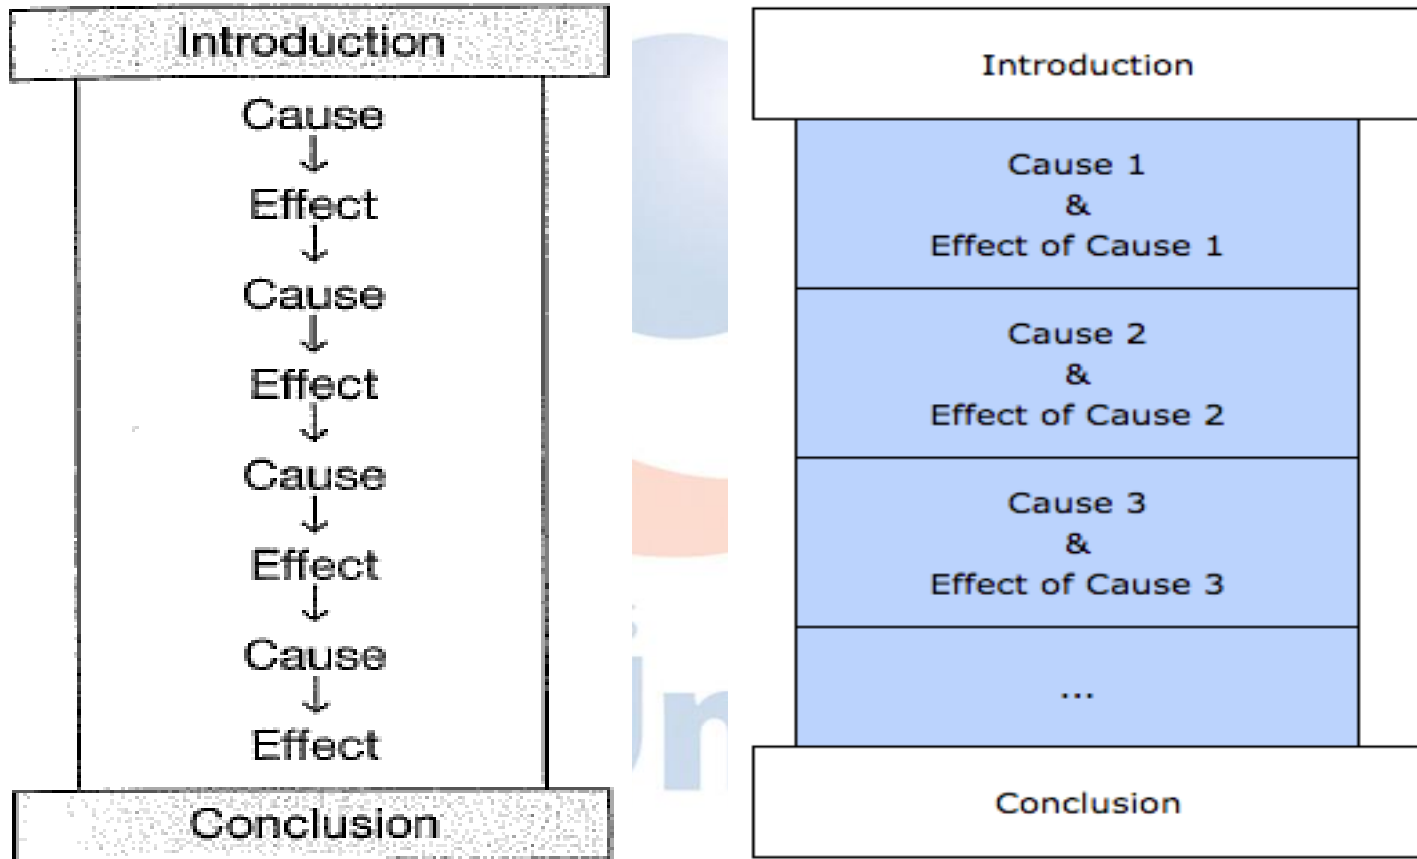 Introduction
Cause
↓
Effect
↓
Cause
↓
Effect
↓
Cause
↓
Effect
↓
Cause
↓
Effect
Conclusion
Introduction
Cause 1
&
Effect of Cause 1
Cause 2
&
Effect of Cause 2
Cause 3
&
Effect of Cause 3
...
Conclusion